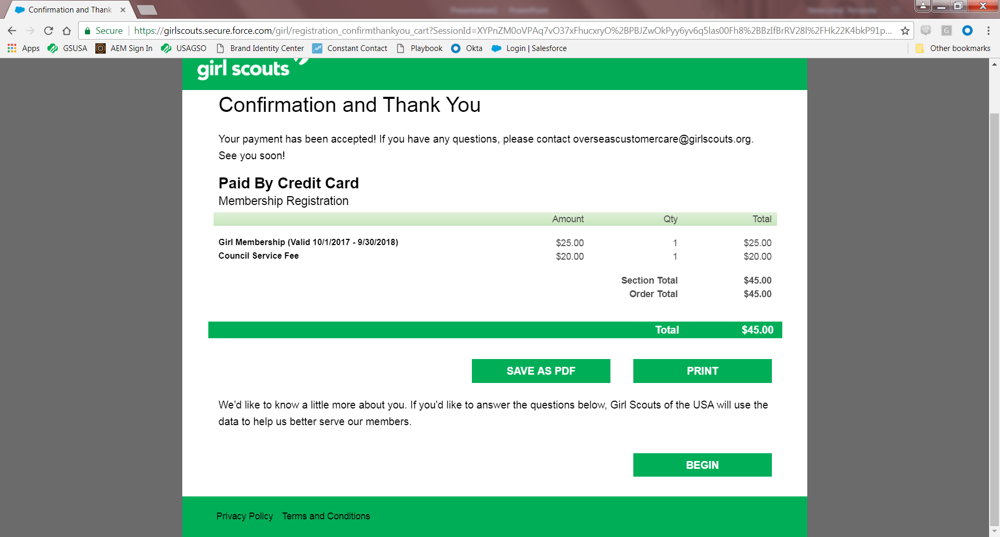 Confirmation and Thank
Presentation1 - PowerPoint
Secure https://girlscouts.secure.force.com/girl/registration_confirmthankyou_cart?SessionId=XYPnZM0oVPAq7vO37xFhucxryO%2BPBJZwOkPyy6yv6q5las00Fh8%2BBzIfBrRV28l%2FHk22K4bkP91p...
Apps GSUSA AEM Sign In USAGSO Brand Identity Center Constant Contact Playbook Okta Login | Salesforce Other bookmarks
girl scouts
Confirmation and Thank You
Your payment has been accepted! If you have any questions, please contact overseascustomercare@girlscouts.org.
See you soon!
Paid By Credit Card
Membership Registration
Amount Qty Total
Girl Membership (Valid 10/1/2017 - 9/30/2018) $25.00 1 $25.00
Council Service Fee $20.00 1 $20.00
Section Total $45.00
Order Total $45.00
Total $45.00
SAVE AS PDF PRINT
We'd like to know a little more about you. If you'd like to answer the questions below, Girl Scouts of the USA will use the
data to help us better serve our members.
BEGIN
Privacy Policy Terms and Conditions